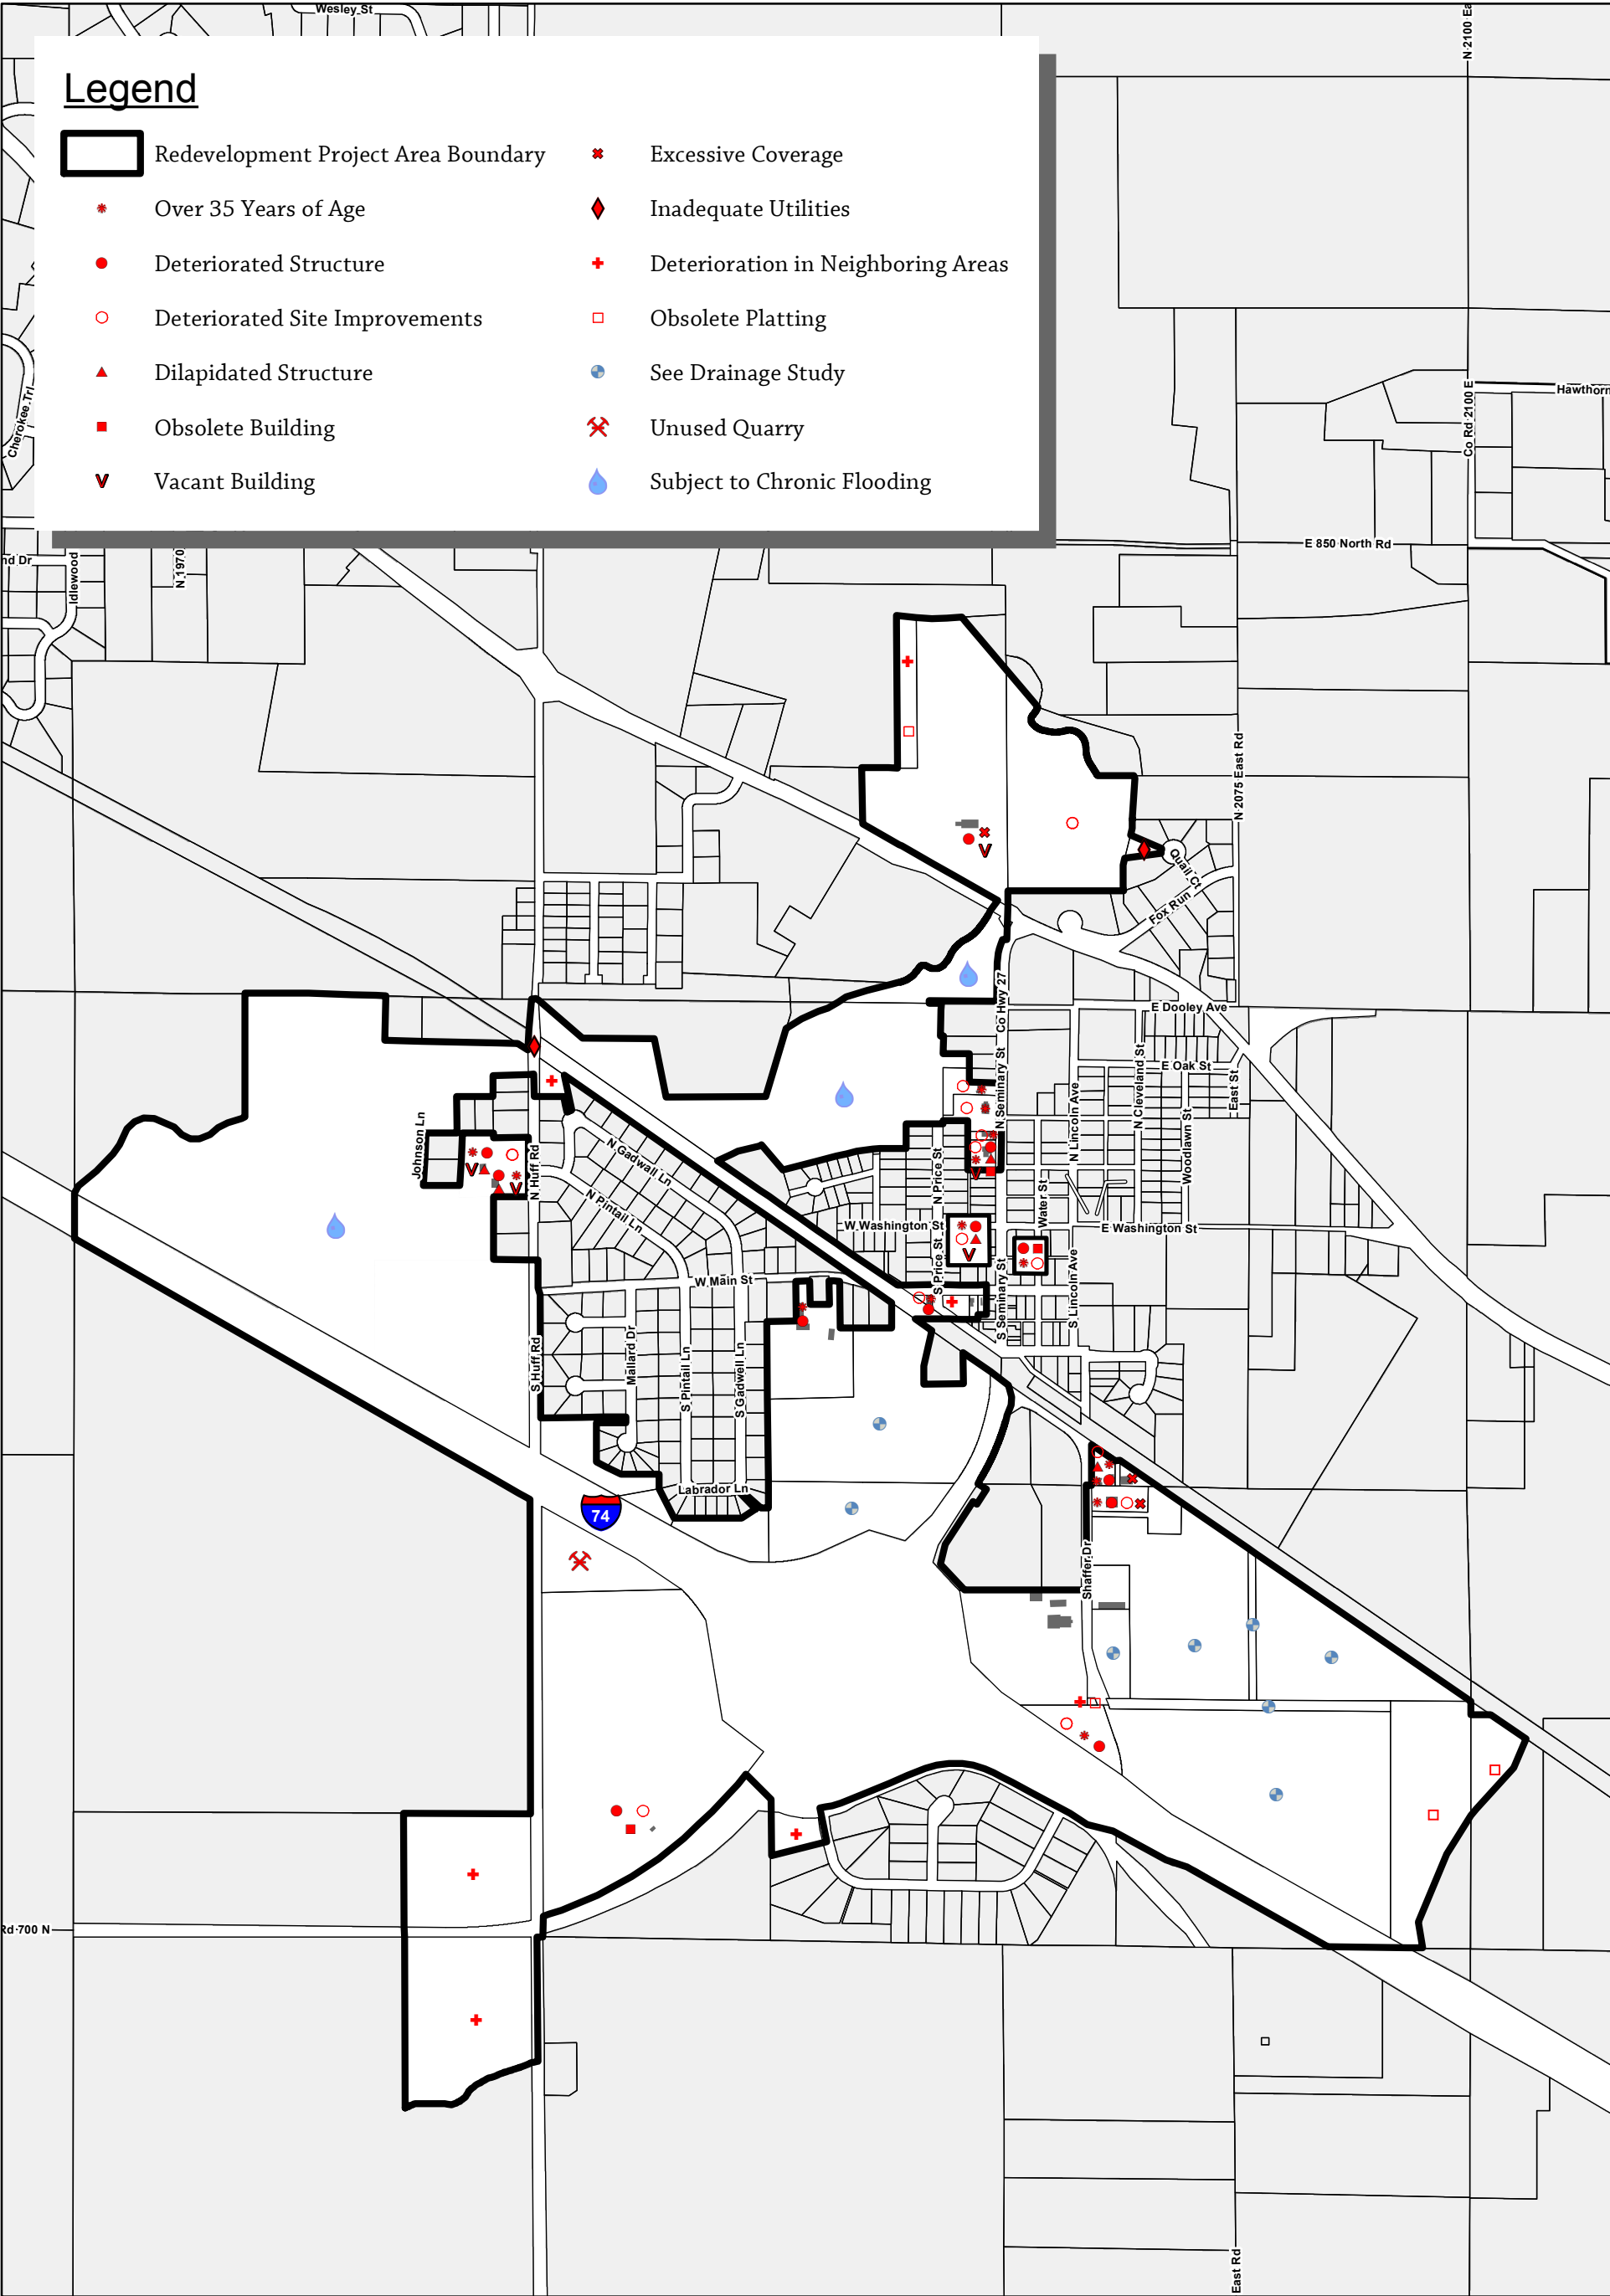 Wesley St
N 2100 Ea
Legend
Redevelopment Project Area Boundary
Excessive Coverage
Over 35 Years of Age
Inadequate Utilities
Deteriorated Structure
Deterioration in Neighboring Areas
Deteriorated Site Improvements
Obsolete Platting
Dilapidated Structure
See Drainage Study
Obsolete Building
Unused Quarry
V Vacant Building
Subject to Chronic Flooding
Cherokee Trl
Hawthorn
Co Rd 2100 E
E 850 North Rd
nd Dr
Idlewood
N 1970
N 2075 East Rd
V
Quail Ct
Fox Run
Co Hwy 27
E Dooley Ave
N Seminary St
N Cleveland St
E Oak St
East St
N Lincoln Ave
Woodlawn St
Johnson Ln
N Huff Rd
N Gadwall Ln
N Pintail Ln
N Price St
V
V
V
Water St
W Washington St
E Washington St
V
S Price St
S Seminary St
S Lincoln Ave
W Main St
S Huff Rd
Mallard Dr
S Pintail Ln
S Gadwell Ln
Labrador Ln
74
Shaffer Dr
Rd 700 N
East Rd